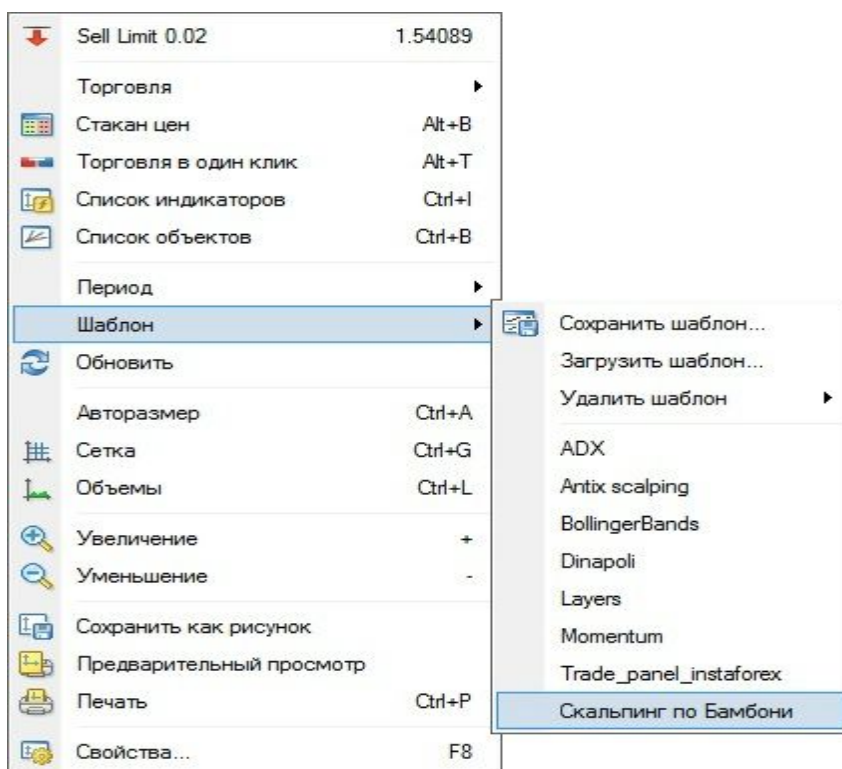 Sell Limit 0.02 1.54089
Торговля
Стакан цен Alt+B
Торговля в один клик Alt+T
Список индикаторов Ctrl+I
Список объектов Ctrl+B
Период
Шаблон
Обновить
Авторазмер Ctrl+A
Сетка Ctrl+G
Объемы Ctrl+L
Увеличение +
Уменьшение -
Сохранить как рисунок
Предварительный просмотр
Печать Ctrl+P
Свойства... F8
Сохранить шаблон...
Загрузить шаблон...
Удалить шаблон
ADX
Antix scalping
BollingerBands
Dinapoli
Layers
Momentum
Trade_panel_instaforex
Скальпинг по Бамбони